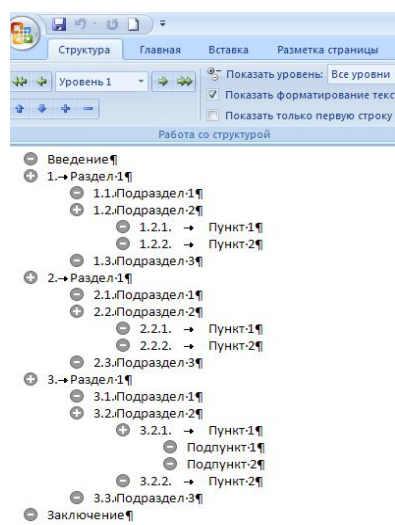 Структура Главная Вставка Разметка страницы
Уровень 1 Показать уровень: Все уровни
Показать форматирование текс
Показать только первую строку
Работа со структурой
Введение¶
1.→Раздел·1¶
1.1.Подраздел·1¶
1.2.Подраздел·2¶
1.2.1. → Пункт·1¶
1.2.2. → Пункт·2¶
1.3.Подраздел·3¶
2.→Раздел·1¶
2.1.Подраздел·1¶
2.2.Подраздел·2¶
2.2.1. → Пункт·1¶
2.2.2. → Пункт·2¶
2.3.Подраздел·3¶
3.→Раздел·1¶
3.1.Подраздел·1¶
3.2.Подраздел·2¶
3.2.1. → Пункт·1¶
Подпункт·1¶
Подпункт·2¶
3.2.2. → Пункт·2¶
3.3.Подраздел·3¶
Заключение¶